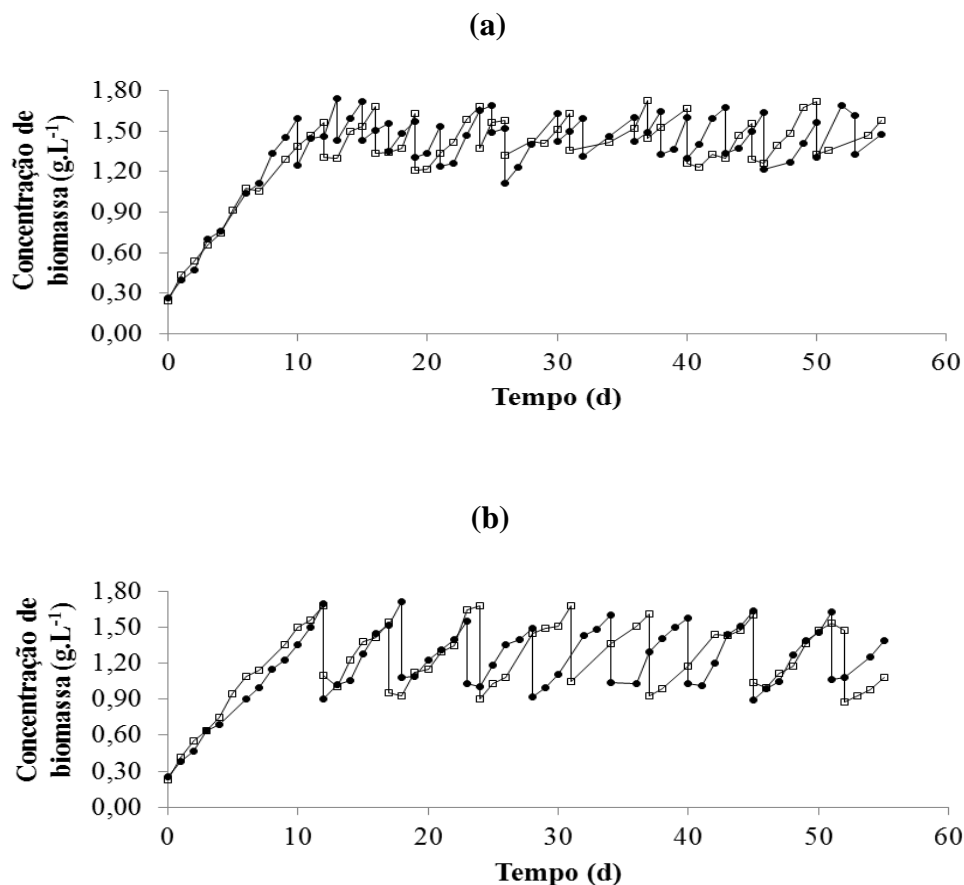 (a)
Concentração de
biomassa (g.L-1)
1,80
1,50
1,20
0,90
0,60
0,30
0,00
0 10 20 30 40 50 60
Tempo (d)
(b)
Concentração de
biomassa (g.L-1)
1,80
1,50
1,20
0,90
0,60
0,30
0,00
0 10 20 30 40 50 60
Tempo (d)